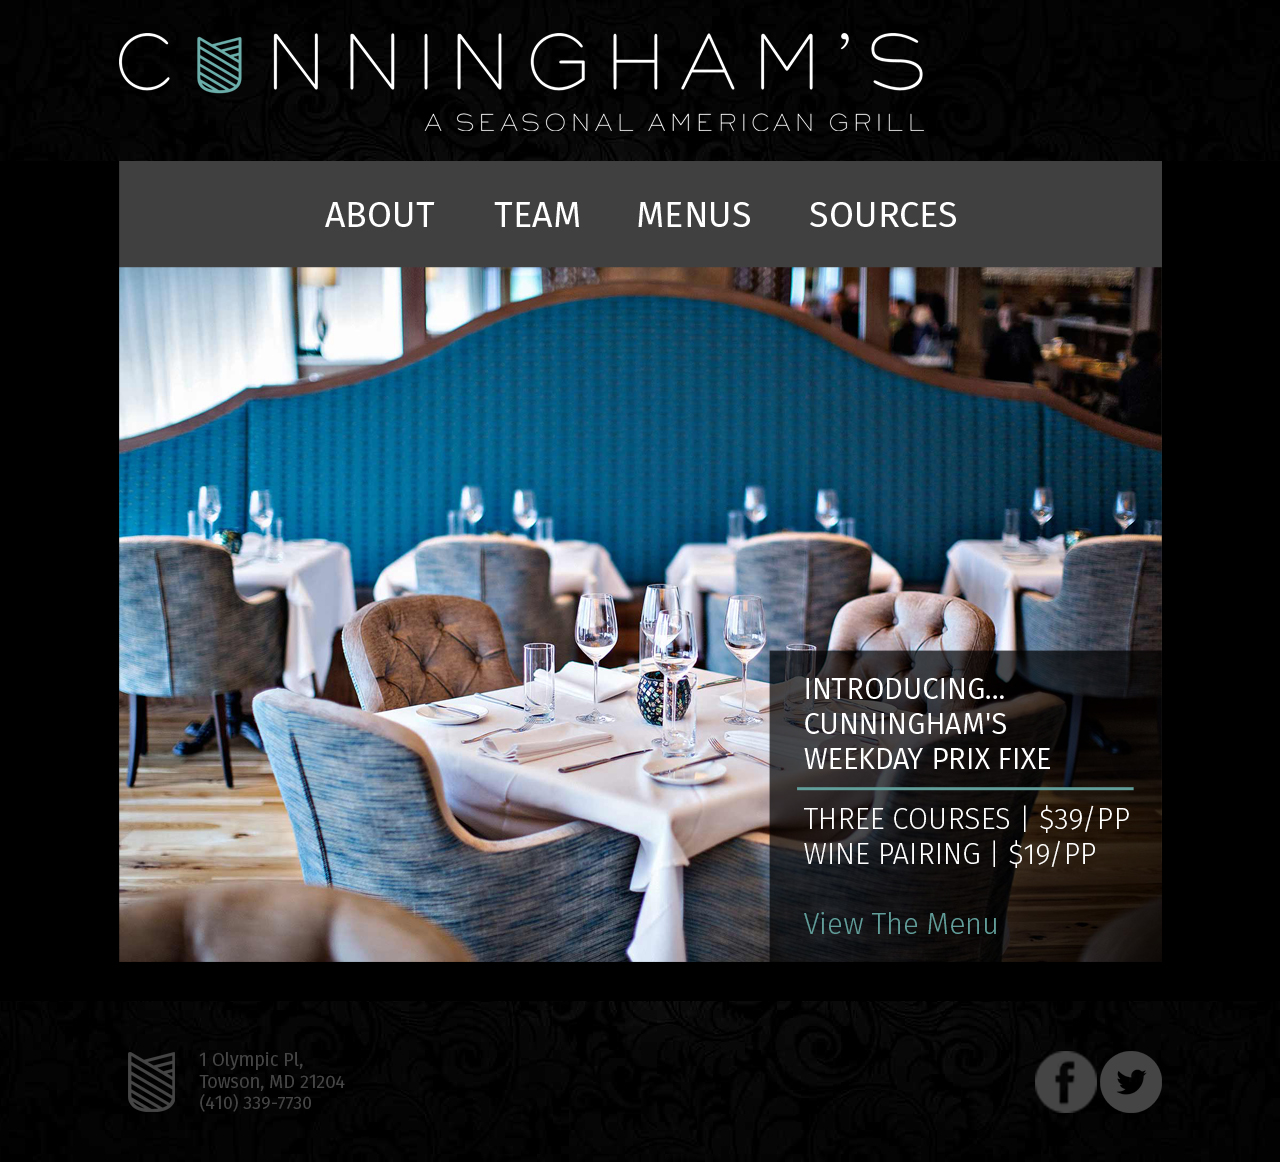 CUNNINGHAM'S
A SEASONAL AMERICAN GRILL
ABOUT TEAM MENUS SOURCES
INTRODUCING...
CUNNINGHAM'S
WEEKDAY PRIX FIXE
THREE COURSES | $39/PP
WINE PAIRING | $19/PP
View The Menu
1 Olympic Pl,
Towson, MD 21204
(410) 339-7730